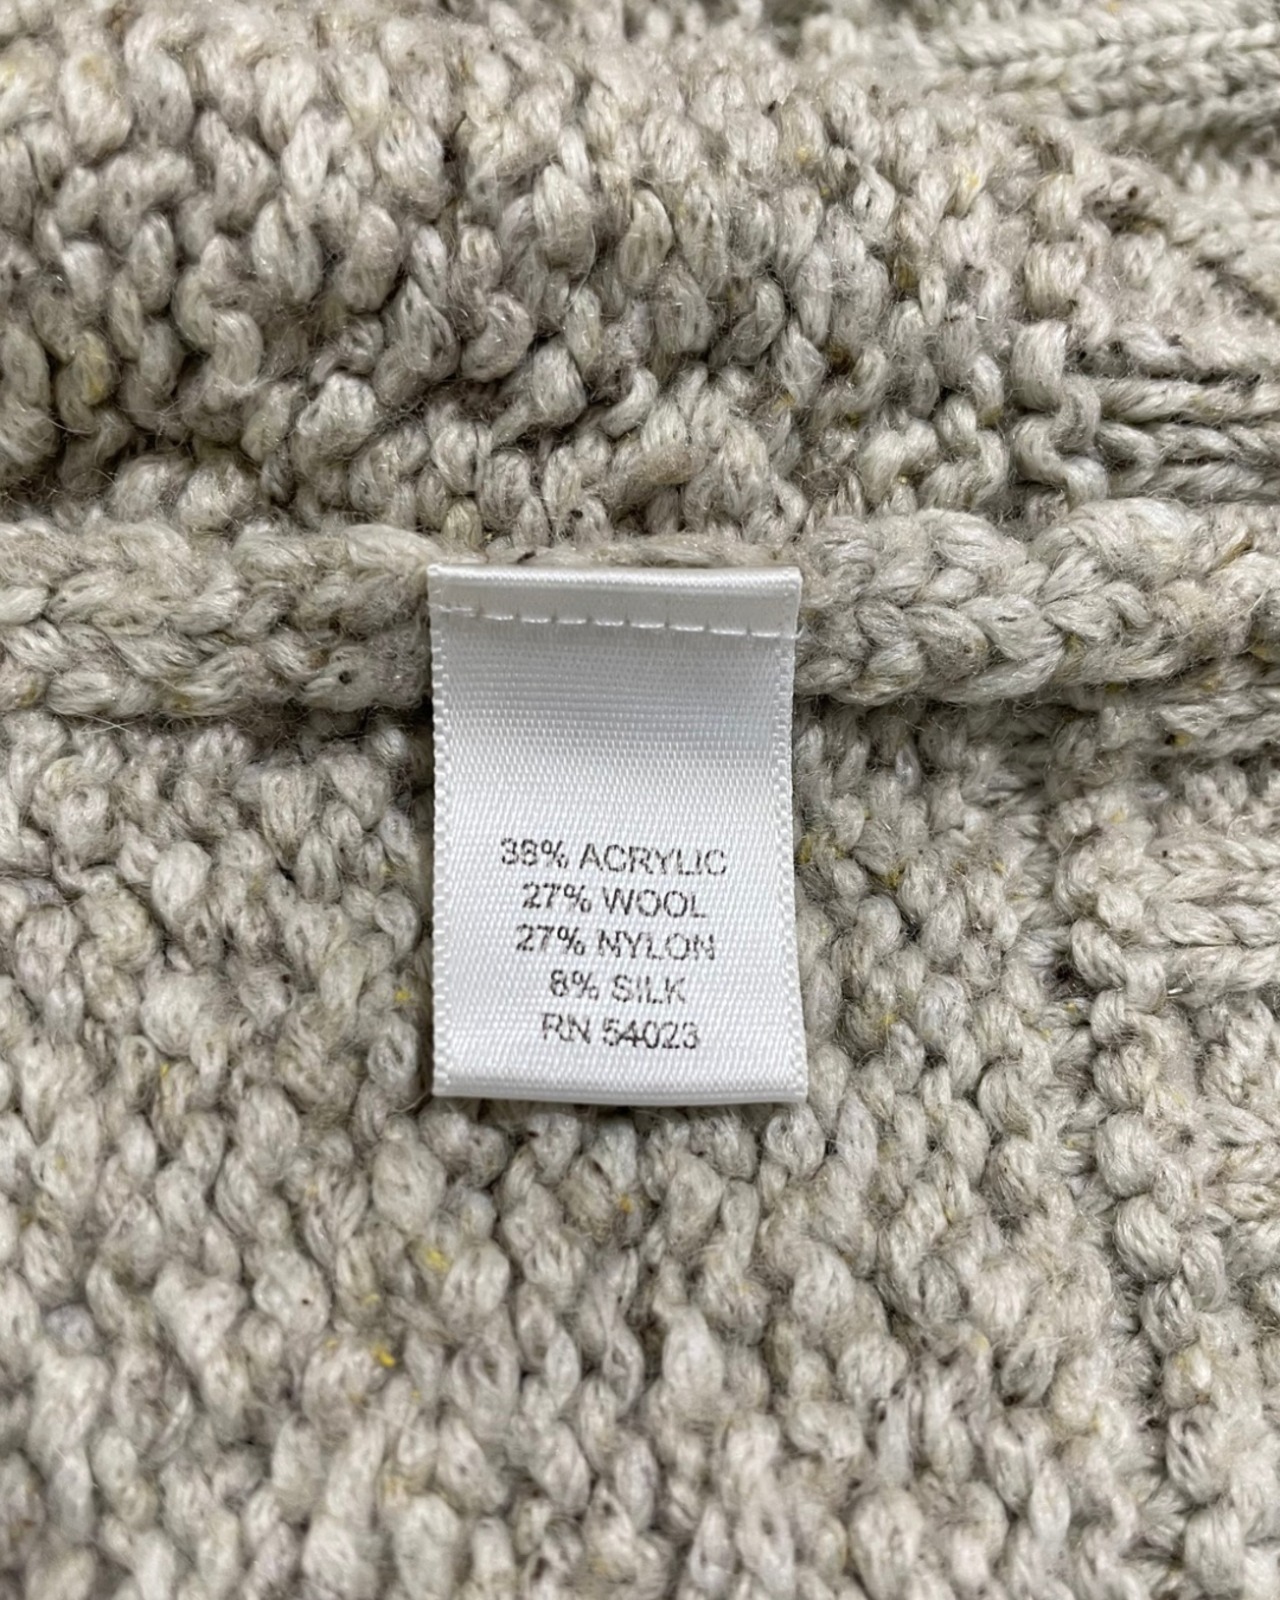 38% ACRYLIC
27% WOOL
27% NYLON
8% SILK
RN 54023